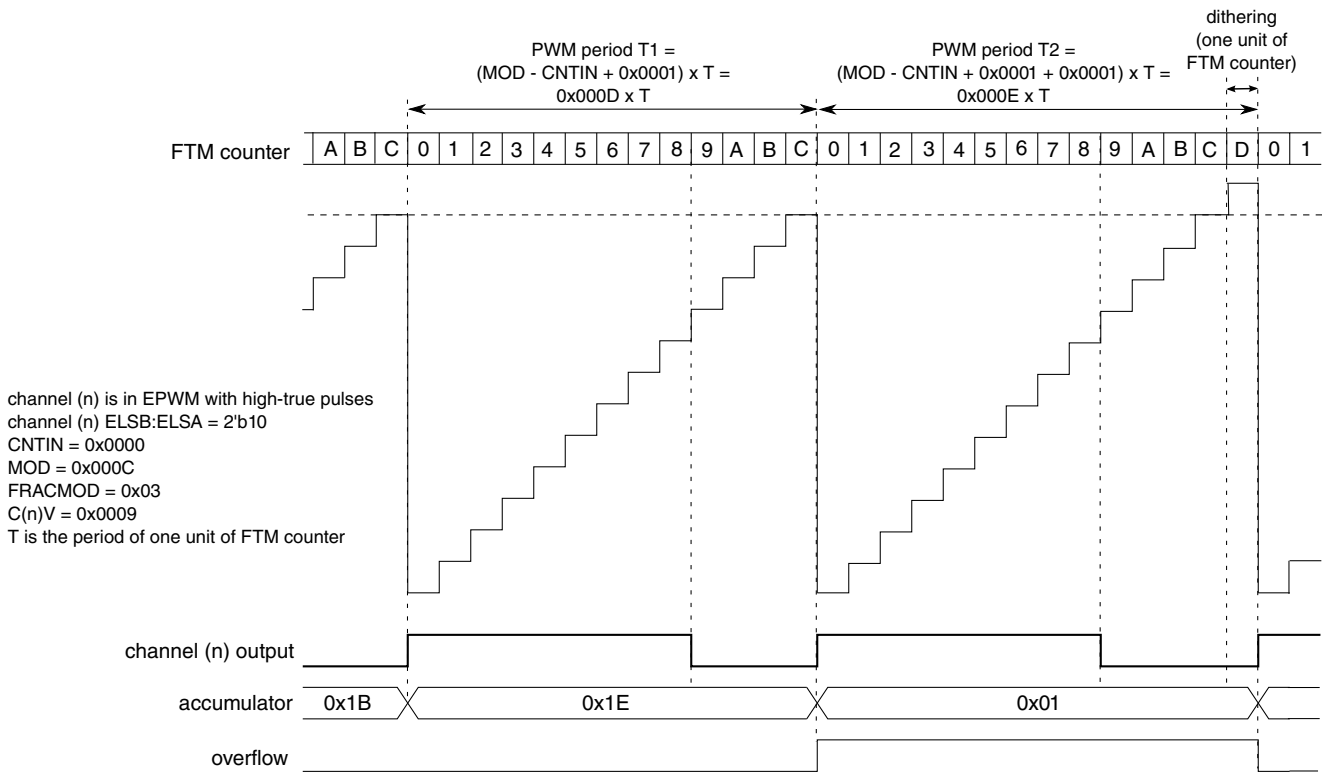 dithering
(one unit of
FTM counter)
PWM period T1 =
(MOD - CNTIN + 0x0001) x T =
0x000D x T
PWM period T2 =
(MOD - CNTIN + 0x0001 + 0x0001) x T =
0x000E x T
FTM counter A B C 0 1 2 3 4 5 6 7 8 9 A B C 0 1 2 3 4 5 6 7 8 9 A B C D 0 1
channel (n) is in EPWM with high-true pulses
channel (n) ELSB:ELSA = 2'b10
CNTIN = 0x0000
MOD = 0x000C
FRACMOD = 0x03
C(n)V = 0x0009
T is the period of one unit of FTM counter
channel (n) output
accumulator 0x1B 0x1E 0x01
overflow